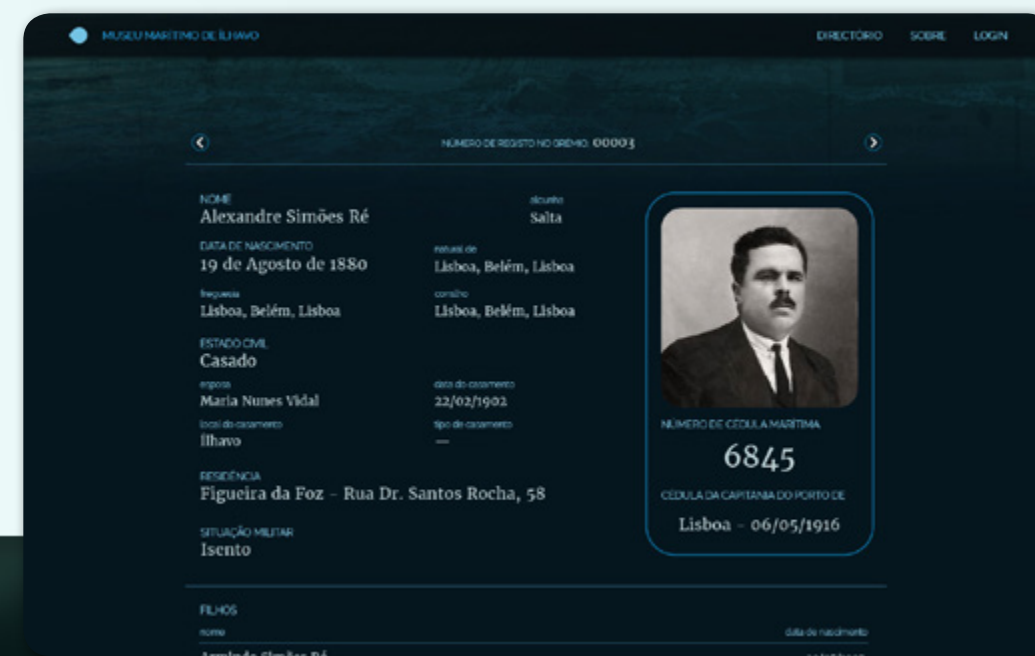 MUSEU MARÍTIMO DE ÍLHAVO
DIRECTÓRIO SOBRE LOGIN
NÚMERO DE REGISTO NO GRÉMIO: 00003
NOME
Alexandre Simões Ré
alcunha
Salta
DATA DE NASCIMENTO
19 de Agosto de 1880
natural de
Lisboa, Belém, Lisboa
freguesia
Lisboa, Belém, Lisboa
concelho
Lisboa, Belém, Lisboa
ESTADO CIVIL
Casado
esposa
Maria Nunes Vidal
data do casamento
22/02/1902
local do casamento
Ílhavo
tipo de casamento
—
RESIDÊNCIA
Figueira da Foz – Rua Dr. Santos Rocha, 58
SITUAÇÃO MILITAR
Isento
NÚMERO DE CÉDULA MARÍTIMA
6845
CÉDULA DA CAPITANIA DO PORTO DE
Lisboa – 06/05/1916
FILHOS
nome data de nascimento
Simões Ré